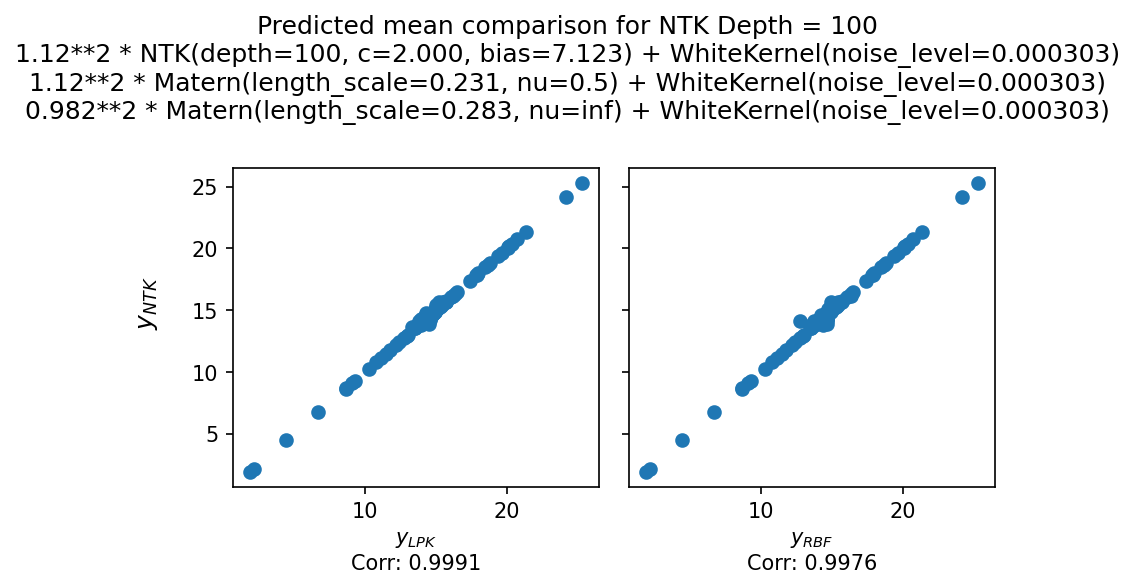 Predicted mean comparison for NTK Depth = 100
1.12**2 * NTK(depth=100, c=2.000, bias=7.123) + WhiteKernel(noise_level=0.000303)
1.12**2 * Matern(length_scale=0.231, nu=0.5) + WhiteKernel(noise_level=0.000303)
0.982**2 * Matern(length_scale=0.283, nu=inf) + WhiteKernel(noise_level=0.000303)
25
20
15
10
5
y_NTK
10 20
10 20
y_LPK
y_RBF
Corr: 0.9991
Corr: 0.9976